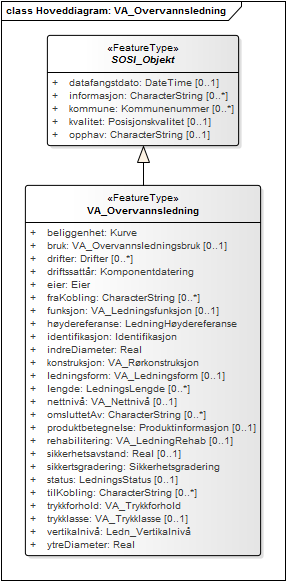 class Hoveddiagram: VA_Overvannsledning
«FeatureType»
SOSI_Objekt
+ datafangstdato: DateTime [0..1]
+ informasjon: CharacterString [0..*]
+ kommune: Kommunenummer [0..*]
+ kvalitet: Posisjonskvalitet [0..1]
+ opphav: CharacterString [0..1]
«FeatureType»
VA_Overvannsledning
+ beliggenhet: Kurve
+ bruk: VA_Overvannsledningsbruk [0..1]
+ drifter: Drifter [0..*]
+ driftssattår: Komponentdatering
+ eier: Eier
+ fraKobling: CharacterString [0..*]
+ funksjon: VA_Ledningsfunksjon [0..1]
+ høydereferanse: LedningHøydereferanse
+ identifikasjon: Identifikasjon
+ indreDiameter: Real
+ konstruksjon: VA_Rørkonstruksjon
+ ledningsform: VA_Ledningsform [0..1]
+ lengde: LedningsLengde [0..*]
+ nettnivå: VA_Nettnivå [0..1]
+ omsluttetAv: CharacterString [0..*]
+ produktbetegnelse: Produktinformasjon [0..1]
+ rehabilitering: VA_LedningRehab [0..1]
+ sikkerhetsavstand: Real [0..1]
+ sikkertsgradering: Sikkerhetsgradering
+ status: LedningsStatus [0..1]
+ tilKobling: CharacterString [0..*]
+ trykkforhold: VA_Trykkforhold
+ trykklasse: VA_Trykklasse [0..1]
+ vertikalnivå: Ledn_VertikalNivå
+ ytreDiameter: Real